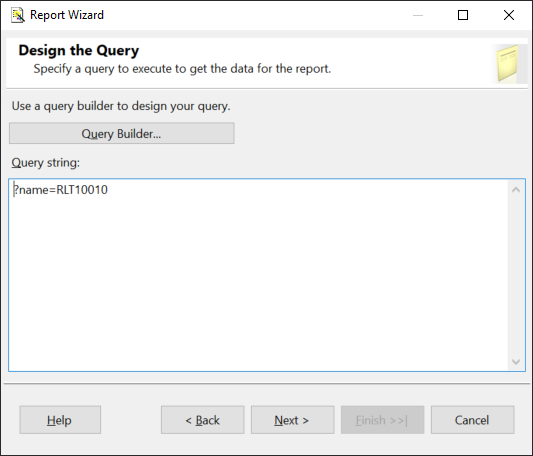 Report Wizard
Design the Query
Specify a query to execute to get the data for the report.
Use a query builder to design your query.
Query Builder...
Query string:
?name=RLT10010
Help
< Back
Next >
Finish >>|
Cancel